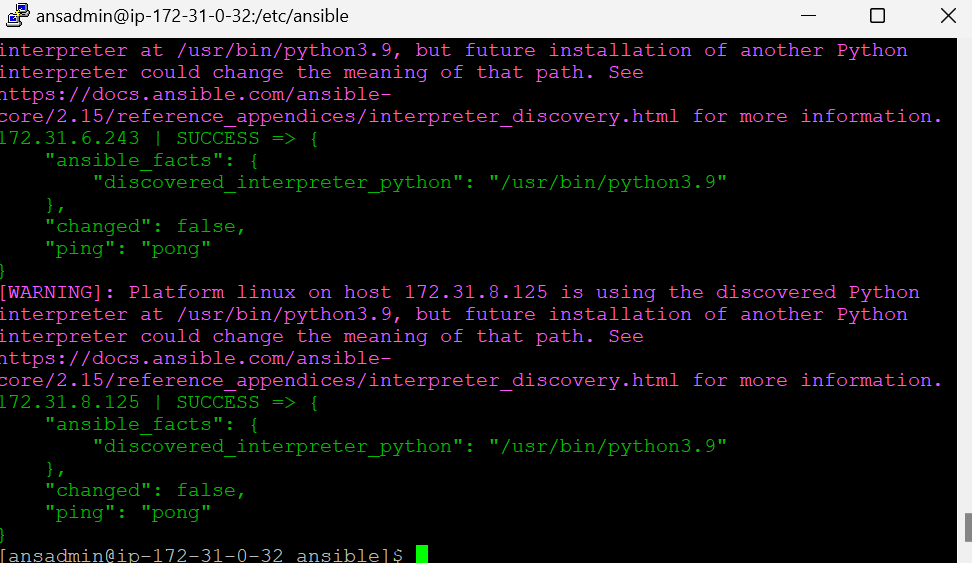 ansadmin@ip-172-31-0-32:/etc/ansible
interpreter at /usr/bin/python3.9, but future installation of another Python
interpreter could change the meaning of that path. See
https://docs.ansible.com/ansible-
core/2.15/reference_appendices/interpreter_discovery.html for more information.
172.31.6.243 | SUCCESS => {
    "ansible_facts": {
        "discovered_interpreter_python": "/usr/bin/python3.9"
    },
    "changed": false,
    "ping": "pong"
}
[WARNING]: Platform linux on host 172.31.8.125 is using the discovered Python
interpreter at /usr/bin/python3.9, but future installation of another Python
interpreter could change the meaning of that path. See
https://docs.ansible.com/ansible-
core/2.15/reference_appendices/interpreter_discovery.html for more information.
172.31.8.125 | SUCCESS => {
    "ansible_facts": {
        "discovered_interpreter_python": "/usr/bin/python3.9"
    },
    "changed": false,
    "ping": "pong"
}
[ansadmin@ip-172-31-0-32 ansible]$